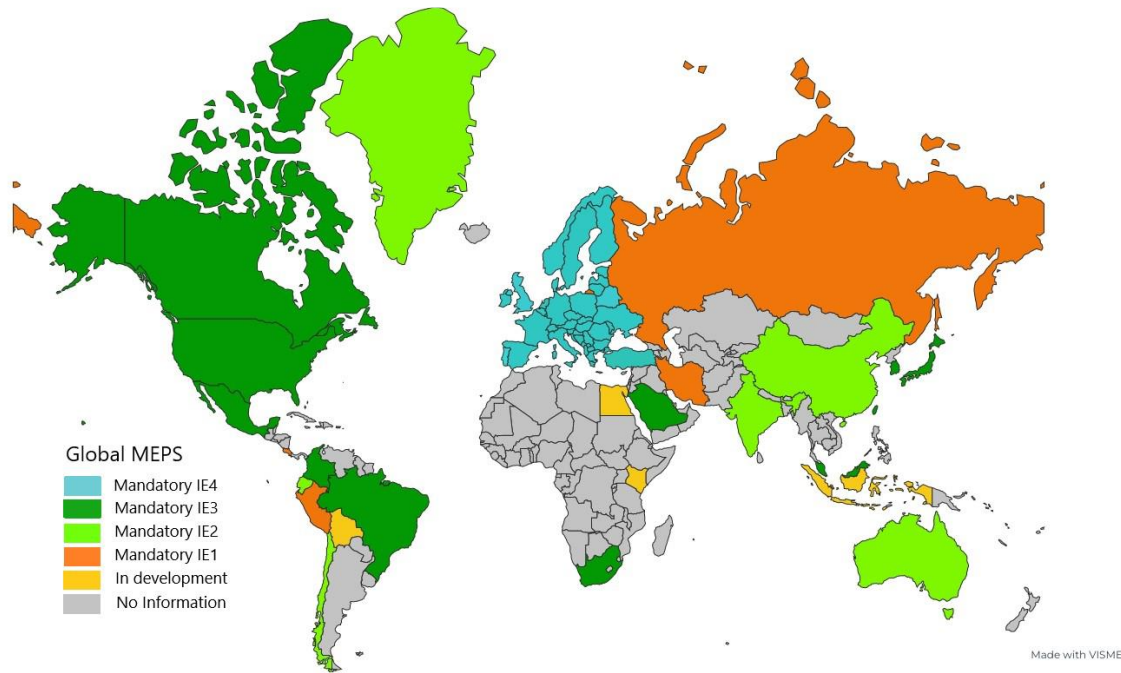 Global MEPS
Mandatory IE4
Mandatory IE3
Mandatory IE2
Mandatory IE1
In development
No Information
Made with VISME